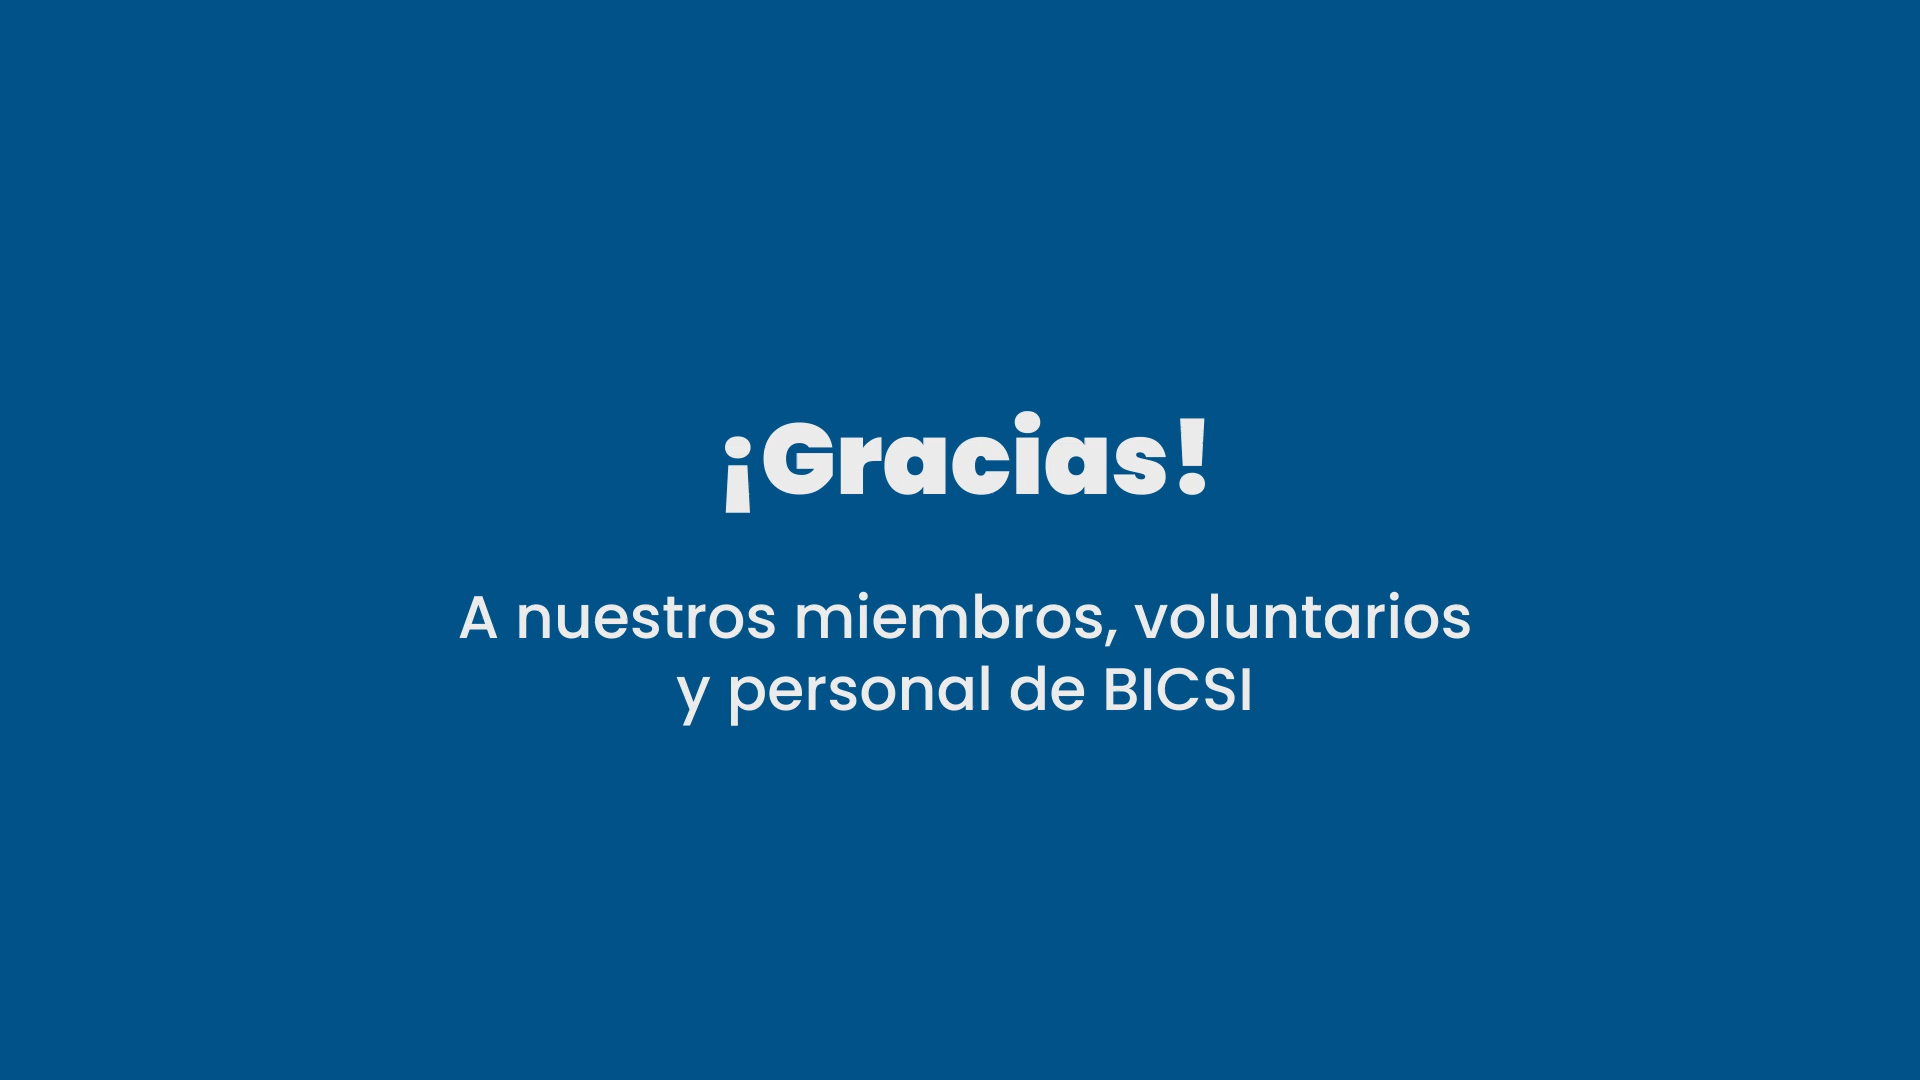 ¡Gracias!
A nuestros miembros, voluntarios
y personal de BICSI